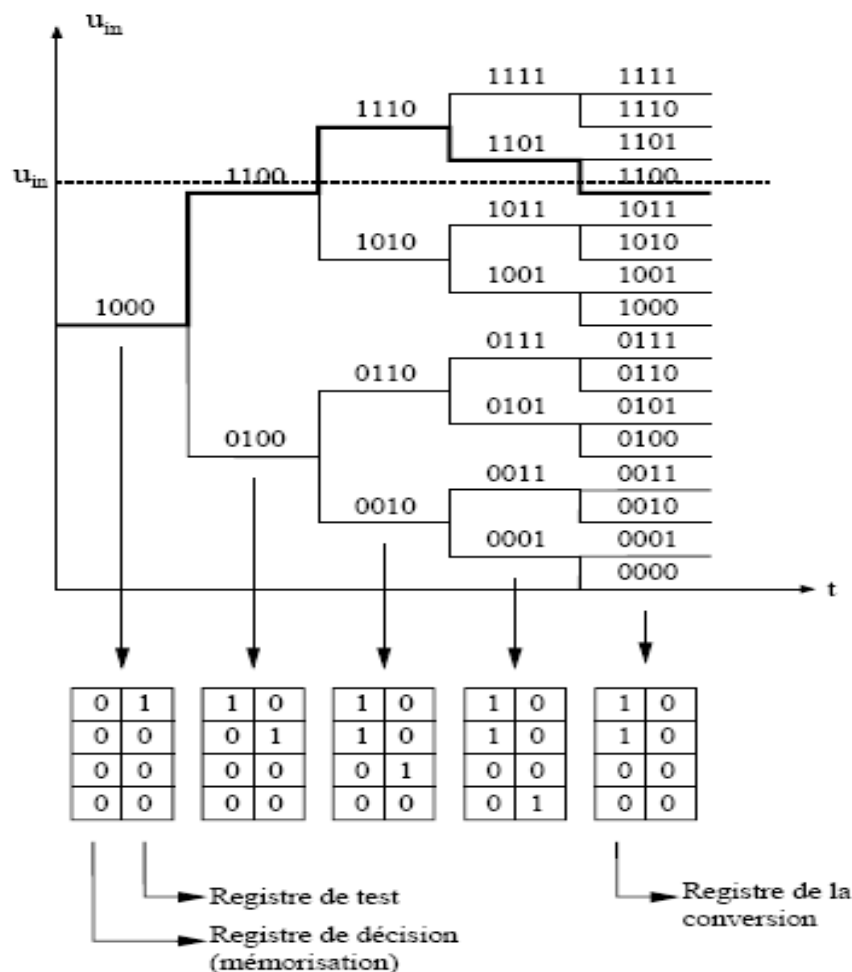 u_in
1111 1111
1110 1110
1101 1101
u_in 1100 1100
1011 1011
1010 1010
1001 1001
1000 1000
0111 0111
0110 0110
0101 0101
0100 0100
0011 0011
0010 0010
0001 0001
0000
t
0 1 1 0 1 0 1 0 1 0
0 0 0 1 1 0 1 0 1 0
0 0 0 0 0 1 0 0 0 0
0 0 0 0 0 0 0 1 0 0
Registre de test
Registre de décision
(mémorisation)
Registre de la
conversion